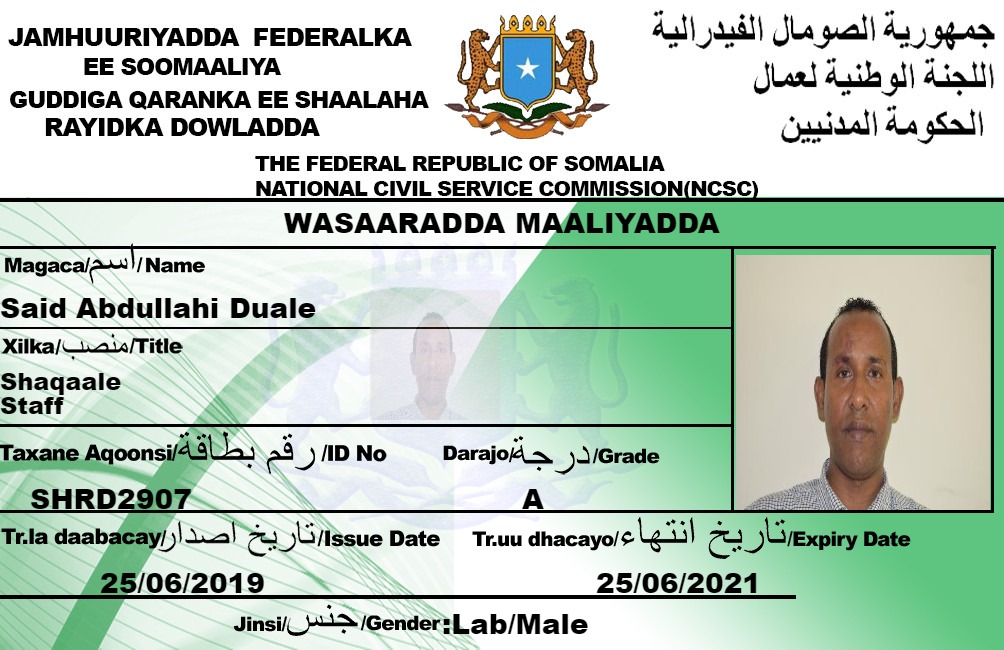 JAMHUURIYADDA FEDERALKA
EE SOOMAALIYA
GUDDIGA QARANKA EE SHAALAHA
RAYIDKA DOWLADDA
جمهورية الصومال الفيدرالية
اللجنة الوطنية لعمال
الحكومة المدنيين
THE FEDERAL REPUBLIC OF SOMALIA
NATIONAL CIVIL SERVICE COMMISSION(NCSC)
WASAARADDA MAALIYADDA
Magaca/اسم/Name
Said Abdullahi Duale
Xilka/منصب/Title
Shaqaale
Staff
Taxane Aqoonsi/رقم بطاقة/ID No
SHRD2907
Darajo/درجة/Grade
A
Tr.la daabacay/تاريخ اصدار/Issue Date
25/06/2019
Tr.uu dhacayo/تاريخ انتهاء/Expiry Date
25/06/2021
Jinsi/جنس/Gender:Lab/Male